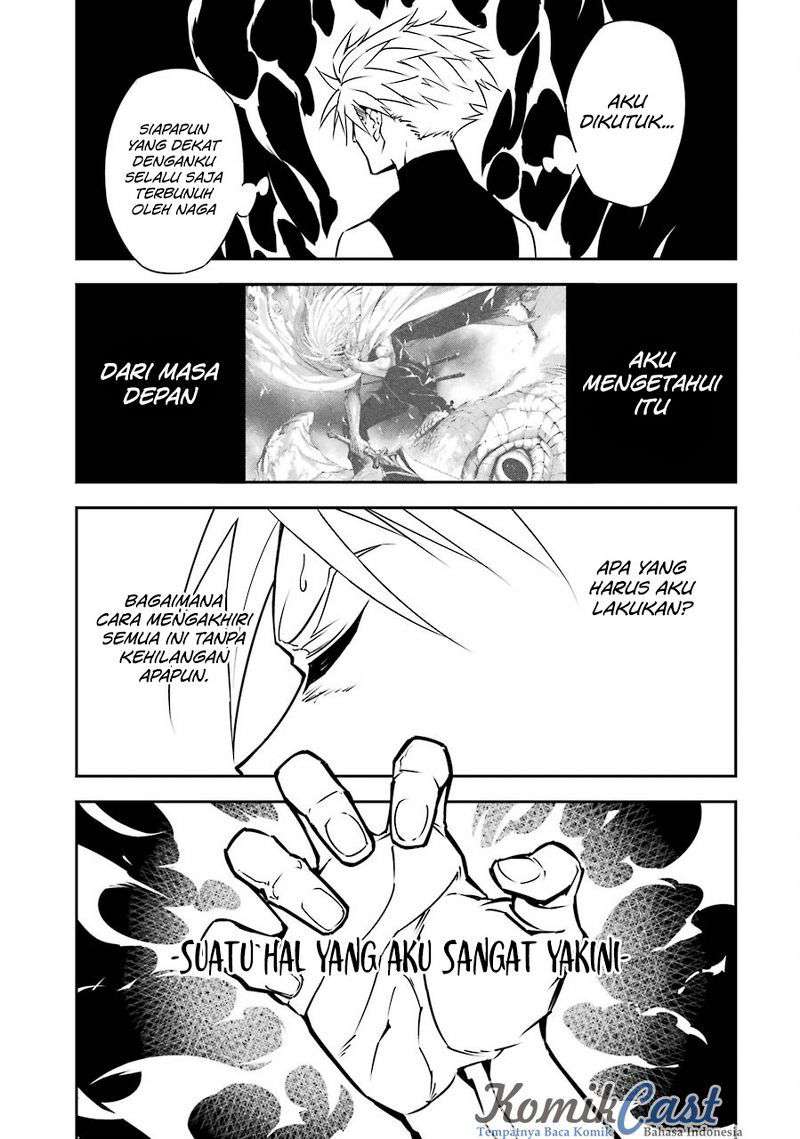 AKU
DIKUTUK...
SIAPAPUN
YANG DEKAT
DENGANKU
SELALU SAJA
TERBUNUH
OLEH NAGA
AKU
MENGETAHUI
ITU
DARI MASA
DEPAN
APA YANG
HARUS AKU
LAKUKAN?
BAGAIMANA
CARA MENGAKHIRI
SEMUA INI TANPA
KEHILANGAN
APAPUN.
-SUATU HAL YANG AKU SANGAT YAKINI-
KomikCast
Tempatnya Baca Komik Bahasa Indonesia